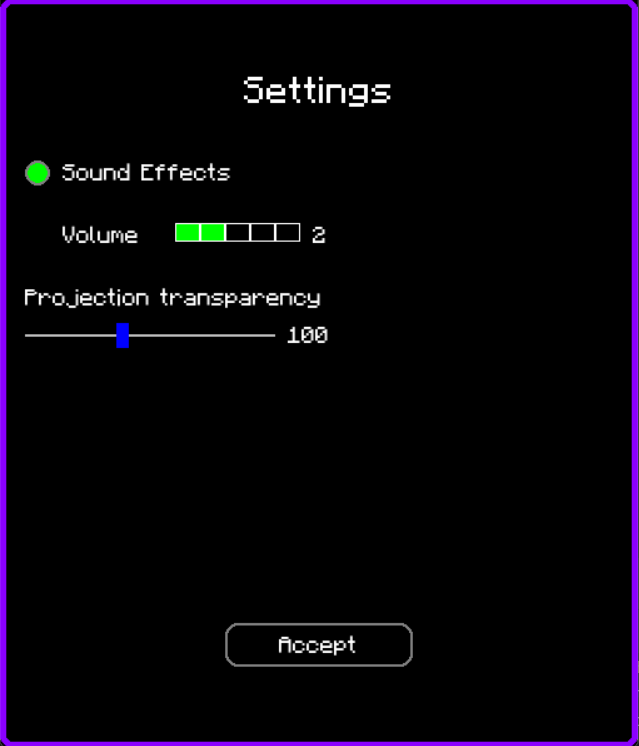 Settings
Sound Effects
Volume 2
Projection transparency
100
Accept